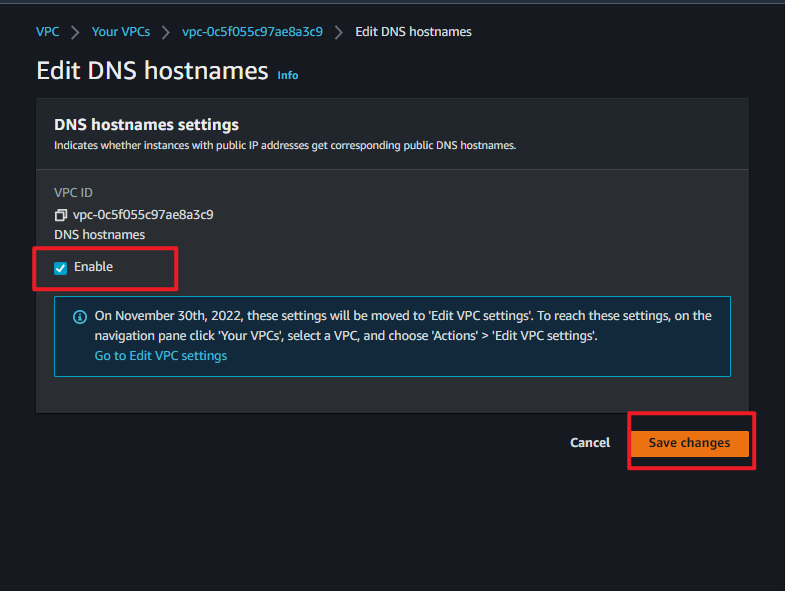 VPC > Your VPCs > vpc-0c5f055c97ae8a3c9 > Edit DNS hostnames
Edit DNS hostnames Info
DNS hostnames settings
Indicates whether instances with public IP addresses get corresponding public DNS hostnames.
VPC ID
vpc-0c5f055c97ae8a3c9
DNS hostnames
Enable
On November 30th, 2022, these settings will be moved to 'Edit VPC settings'. To reach these settings, on the
navigation pane click 'Your VPCs', select a VPC, and choose 'Actions' > 'Edit VPC settings'.
Go to Edit VPC settings
Cancel Save changes